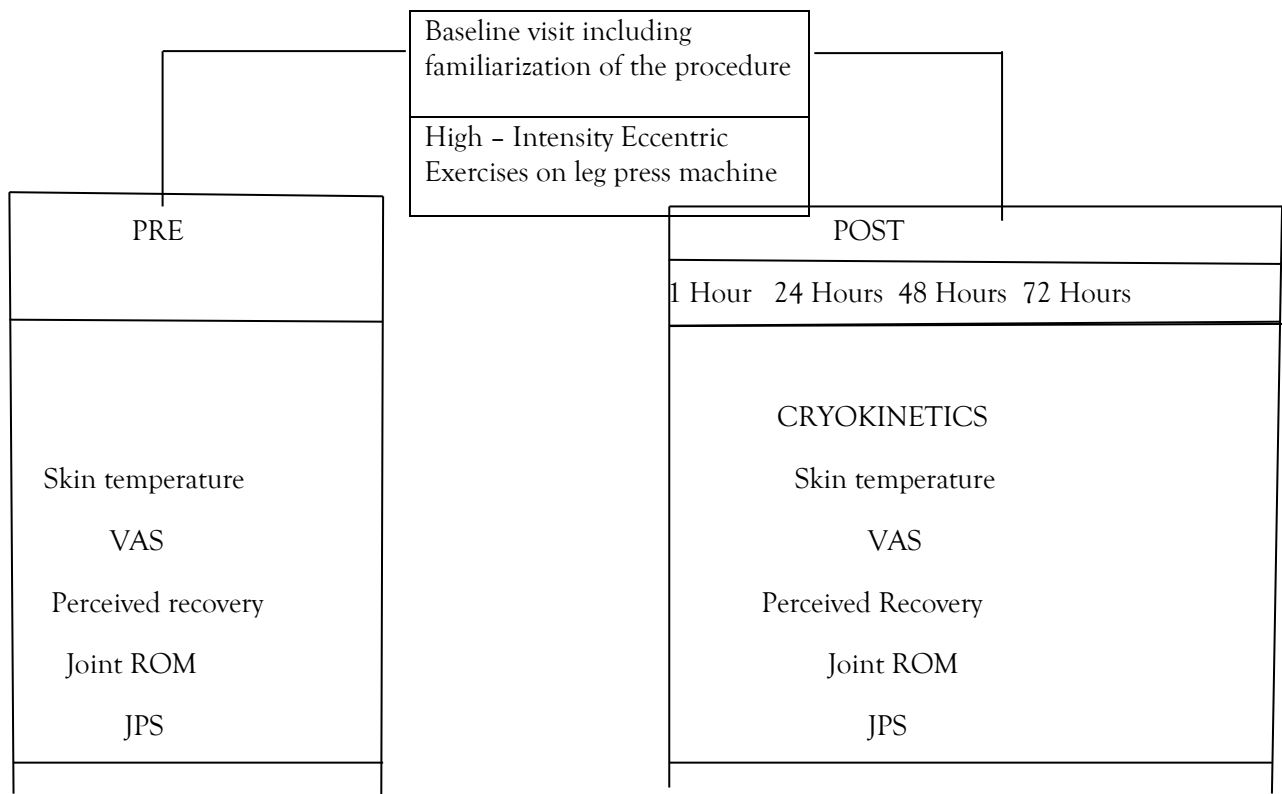 Baseline visit including
familiarization of the procedure
High – Intensity Eccentric
Exercises on leg press machine
PRE
Skin temperature
VAS
Perceived recovery
Joint ROM
JPS
POST
1 Hour 24 Hours 48 Hours 72 Hours
CRYOKINETICS
Skin temperature
VAS
Perceived Recovery
Joint ROM
JPS